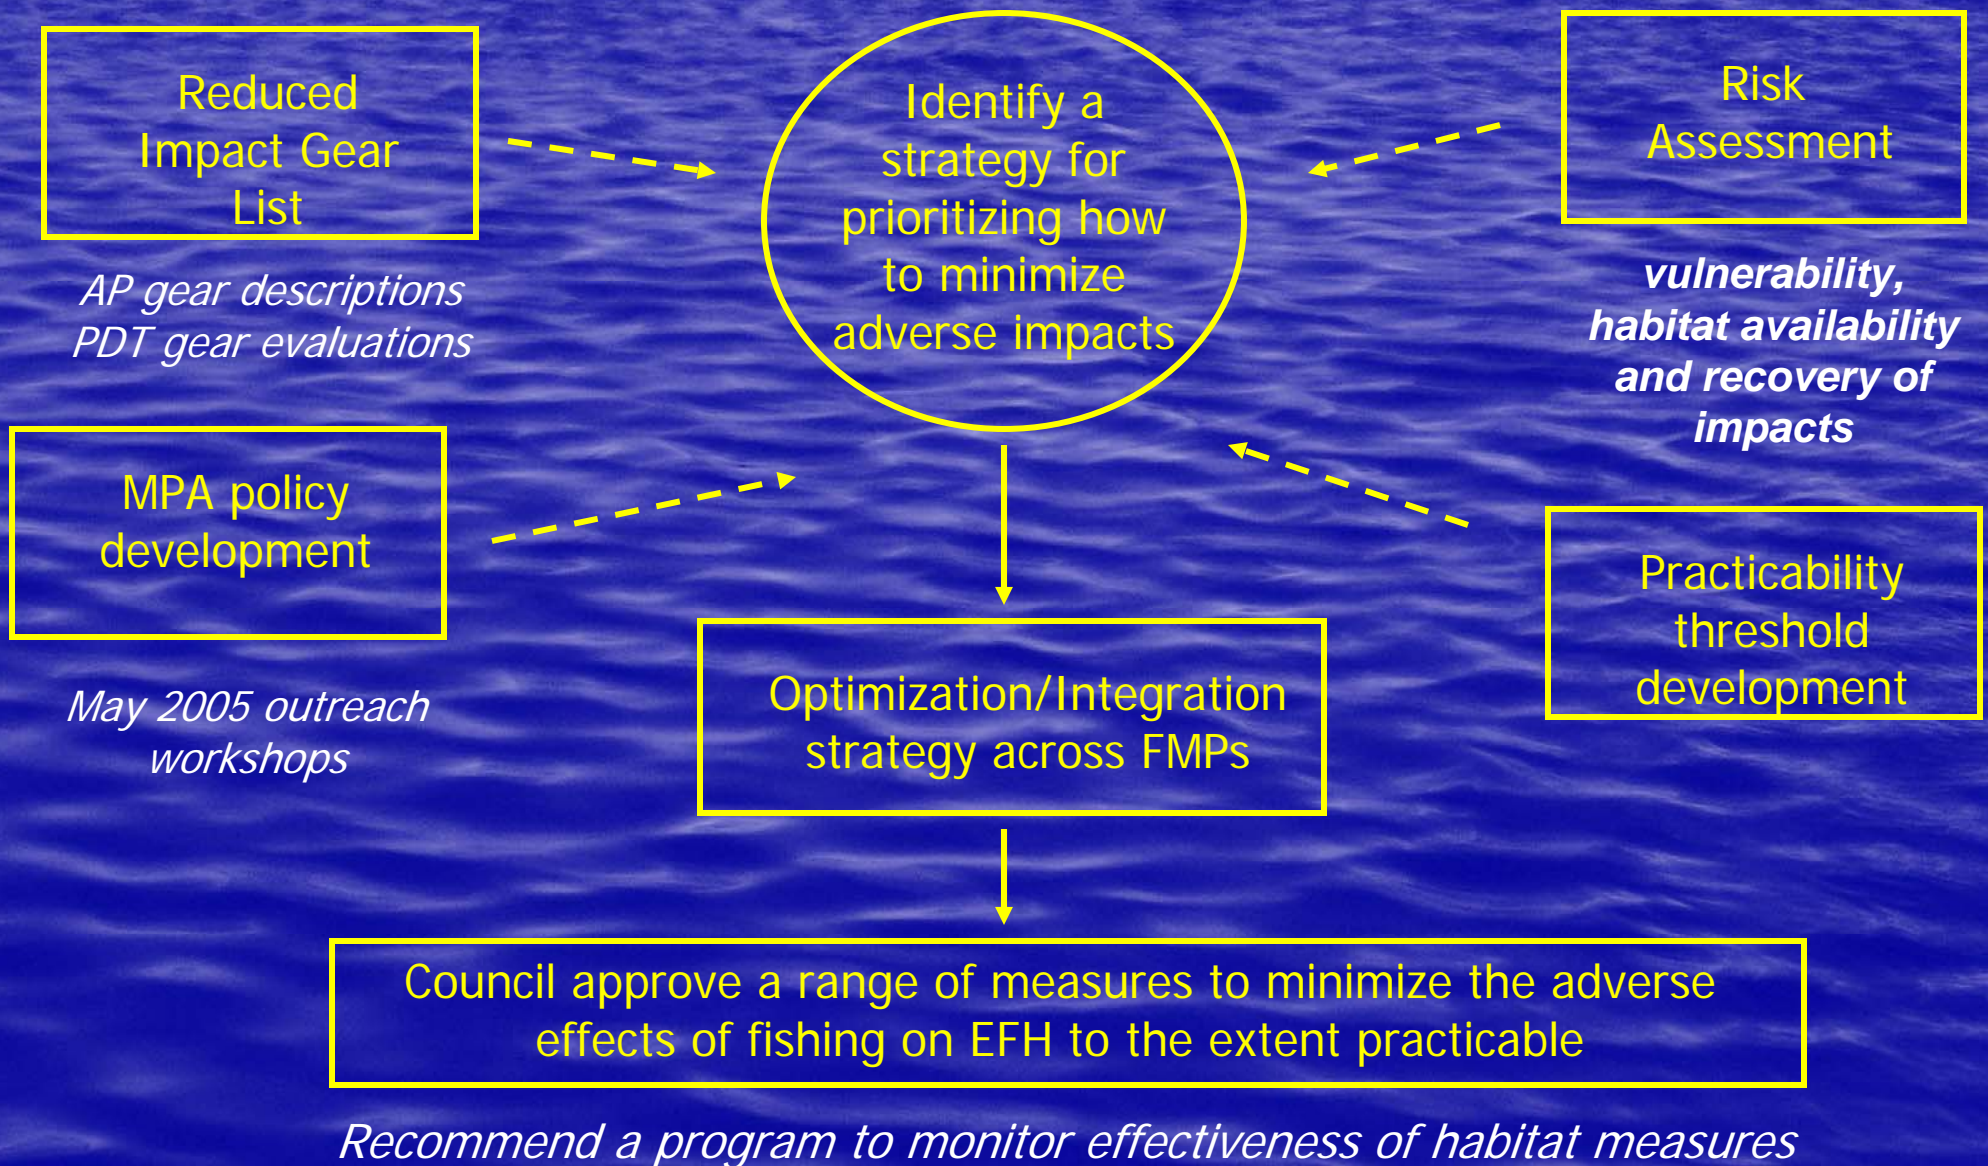 Reduced
Impact Gear
List
AP gear descriptions
PDT gear evaluations
MPA policy
development
May 2005 outreach
workshops
Identify a
strategy for
prioritizing how
to minimize
adverse impacts
Risk
Assessment
vulnerability,
habitat availability
and recovery of
impacts
Practicability
threshold
development
Optimization/Integration
strategy across FMPs
Council approve a range of measures to minimize the adverse
effects of fishing on EFH to the extent practicable
Recommend a program to monitor effectiveness of habitat measures